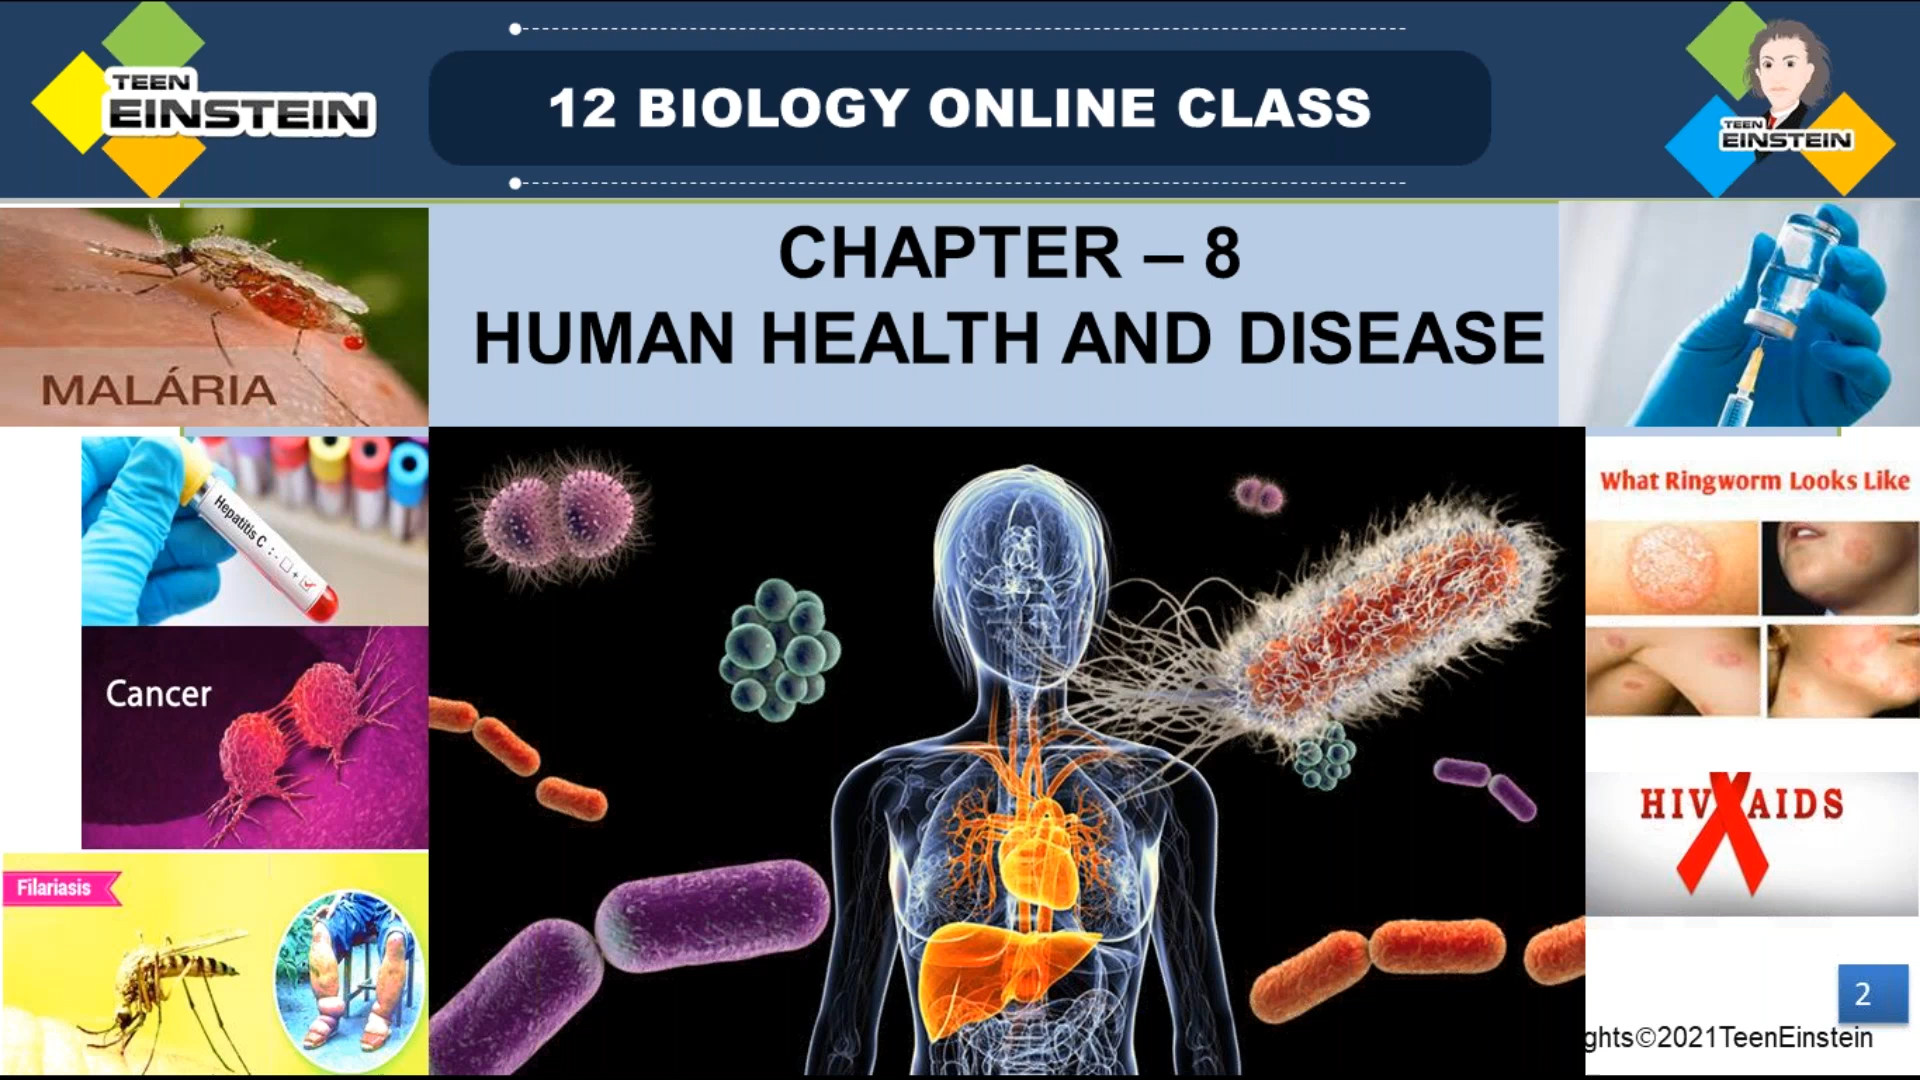 TEEN
EINSTEIN
12 BIOLOGY ONLINE CLASS
TEEN
EINSTEIN
CHAPTER – 8
HUMAN HEALTH AND DISEASE
MALÁRIA
Hepatitis C : - +
What Ringworm Looks Like
Cancer
HIV AIDS
Filariasis
2
ghts©2021TeenEinstein